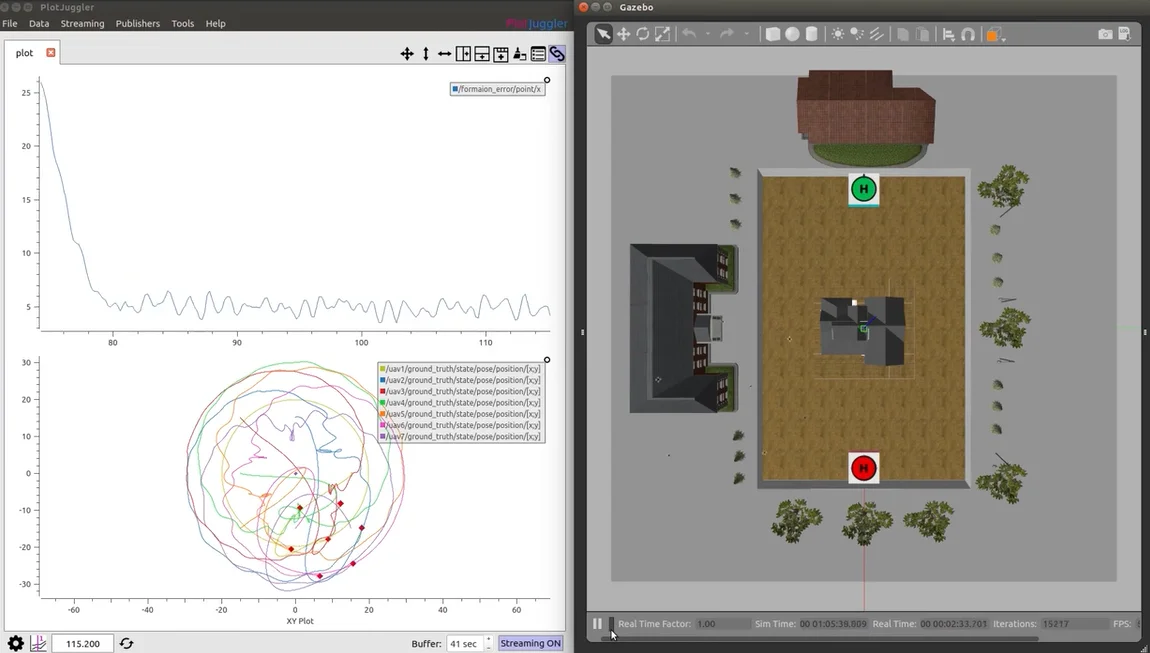 PlotJuggler
File Data Streaming Publishers Tools Help
PlotJuggler
plot
/formaion_error/point/x
25
20
15
10
5
80 90 100 110
/uav1/ground_truth/state/pose/position/[x;y]
/uav2/ground_truth/state/pose/position/[x;y]
/uav3/ground_truth/state/pose/position/[x;y]
/uav4/ground_truth/state/pose/position/[x;y]
/uav5/ground_truth/state/pose/position/[x;y]
/uav6/ground_truth/state/pose/position/[x;y]
/uav7/ground_truth/state/pose/position/[x;y]
30
20
10
0
-10
-20
-30
-60 -40 -20 0 20 40 60
XY Plot
115.200 Buffer: 41 sec Streaming ON
Gazebo
H
H
Real Time Factor: 1.00 Sim Time: 00 00:01:05:39.809 Real Time: 00 00:02:33.701 Iterations: 15217 FPS: